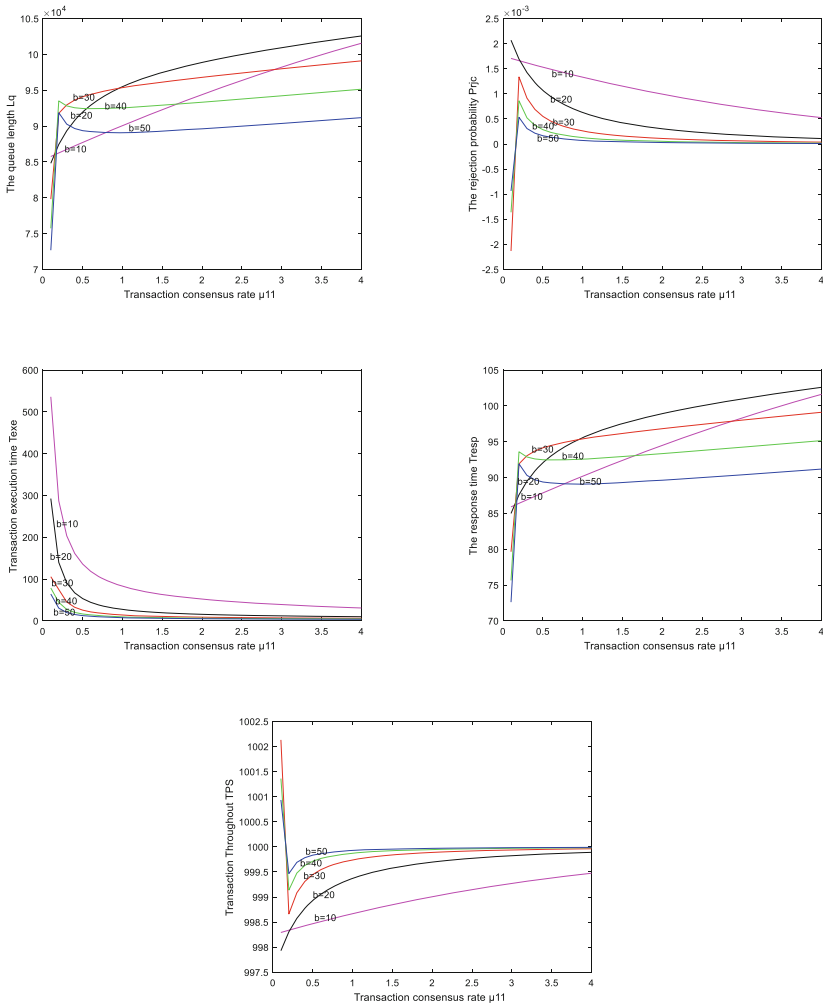 ×10^4
10.5
10
9.5
9
8.5
8
7.5
7
The queue length Lq
b=30
b=40
b=20
b=50
b=10
0 0.5 1 1.5 2 2.5 3 3.5 4
Transaction consensus rate μ11
×10^-3
2.5
2
1.5
1
0.5
0
-0.5
-1
-1.5
-2
-2.5
The rejection probability Prjc
b=10
b=20
b=30
b=40
b=50
0 0.5 1 1.5 2 2.5 3 3.5 4
Transaction consensus rate μ11
600
500
400
300
200
100
0
Transaction execution time Texe
b=10
b=20
b=30
b=40
b=50
0 0.5 1 1.5 2 2.5 3 3.5 4
Transaction consensus rate μ11
105
100
95
90
85
80
75
70
The response time Tresp
b=30
b=40
b=20
b=50
b=10
0 0.5 1 1.5 2 2.5 3 3.5 4
Transaction consensus rate μ11
1002.5
1002
1001.5
1001
1000.5
1000
999.5
999
998.5
998
997.5
Transaction Throughout TPS
b=50
b=40
b=30
b=20
b=10
0 0.5 1 1.5 2 2.5 3 3.5 4
Transaction consensus rate μ11